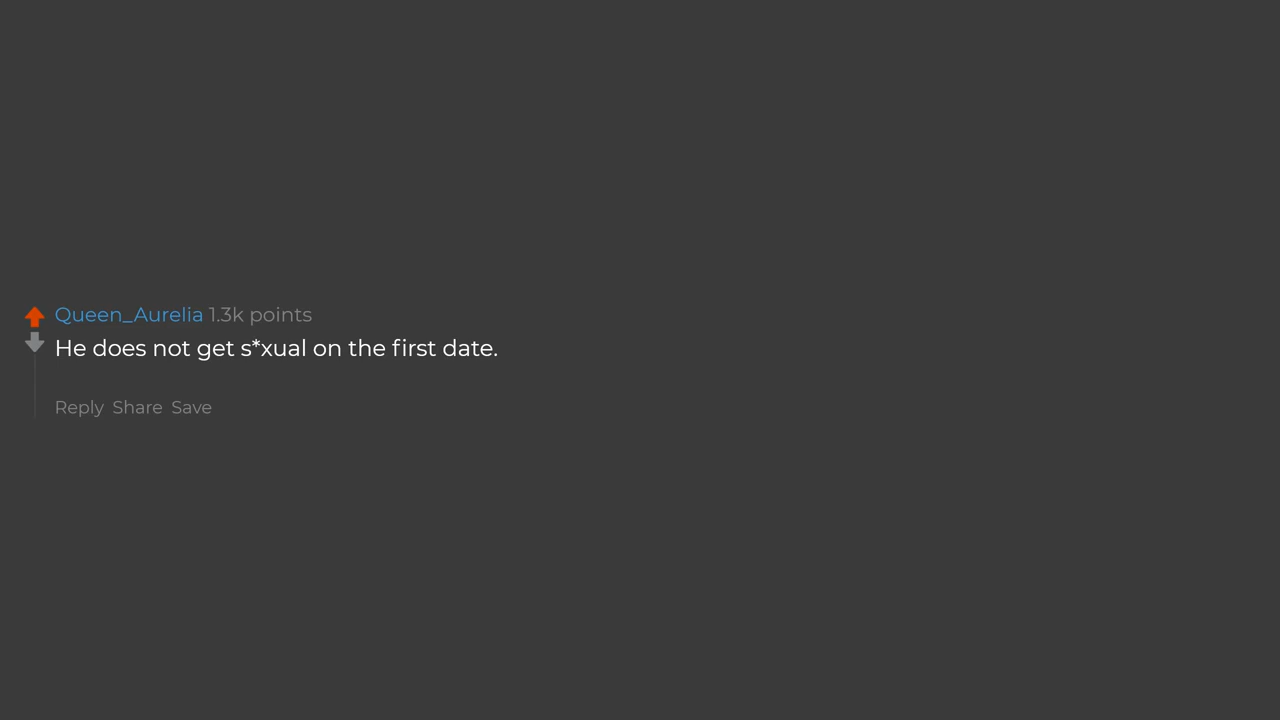 Queen_Aurelia 1.3k points
He does not get s*xual on the first date.
Reply Share Save